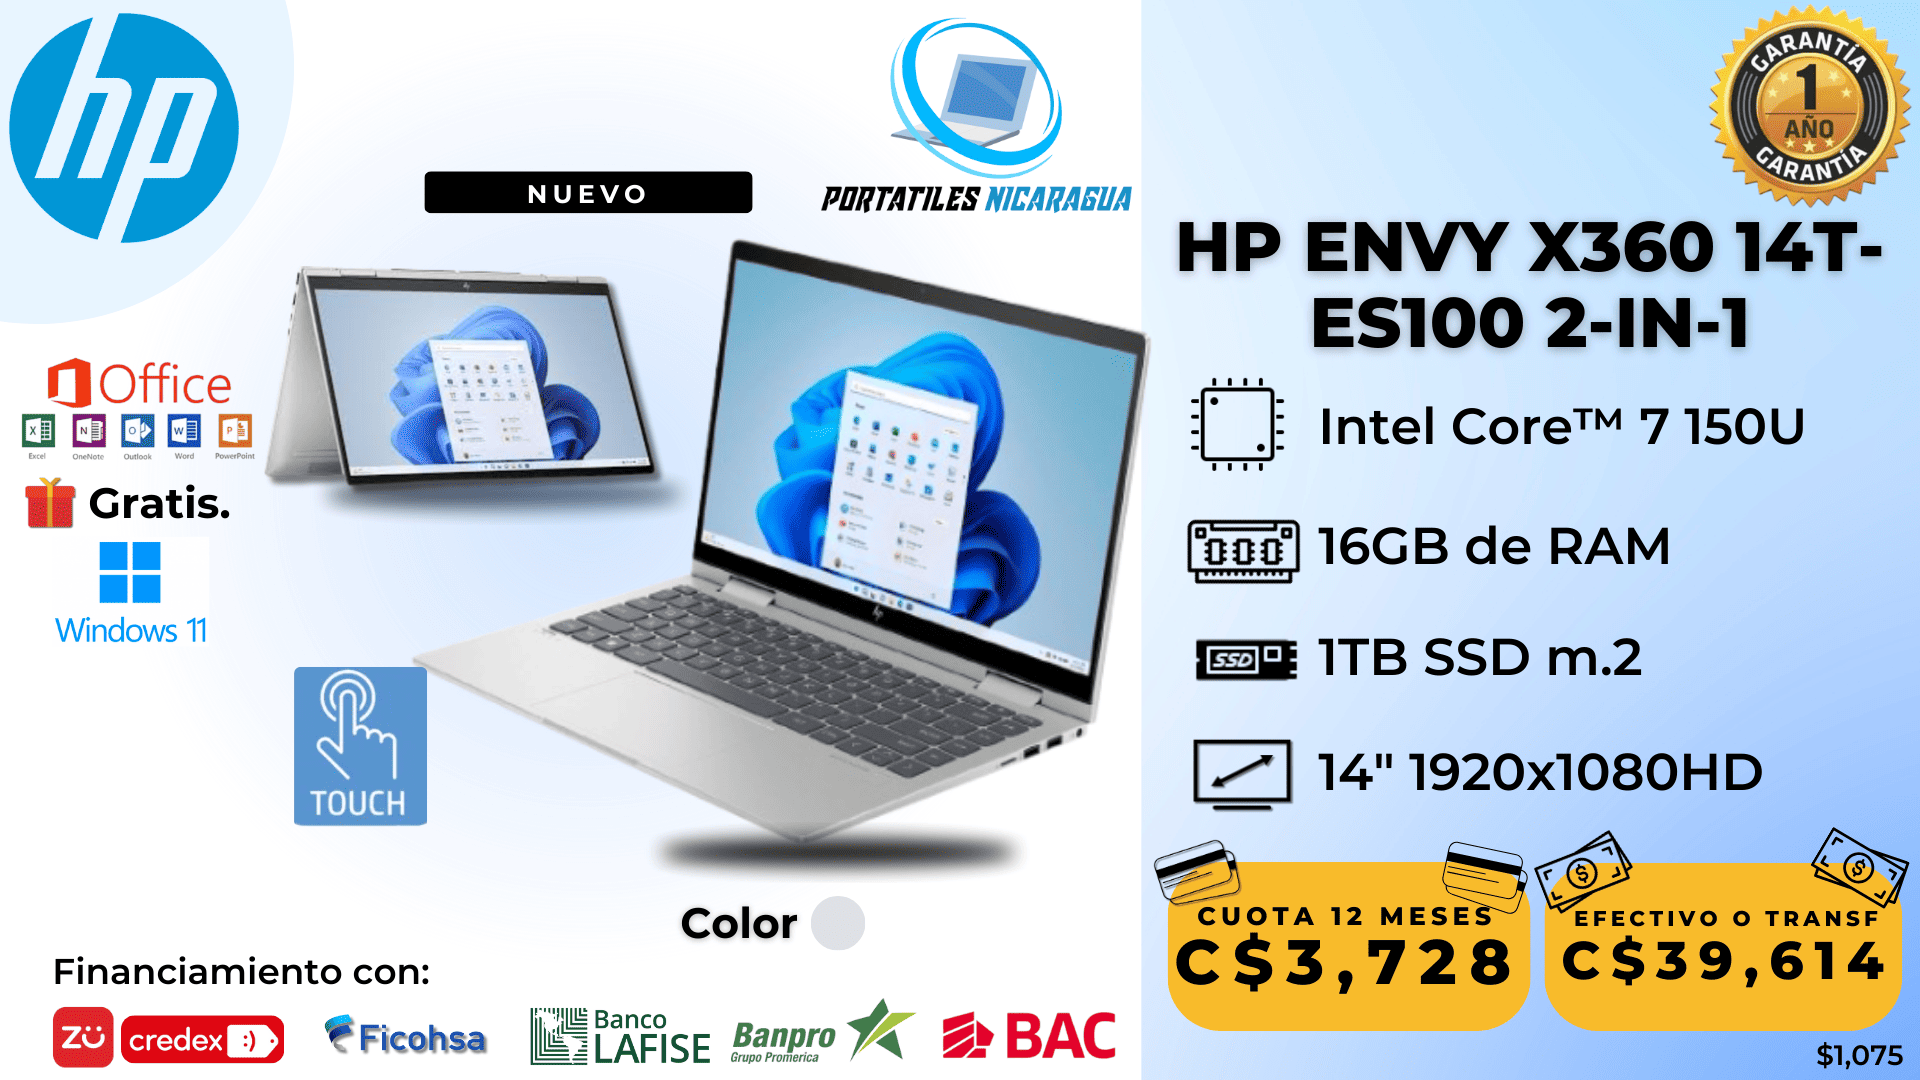 hp
NUEVO
PORTATILES NICARAGUA
GARANTÍA
1
AÑO
GARANTÍA
HP ENVY X360 14T-
ES100 2-IN-1
Office
Excel
OneNote
Outlook
Word
PowerPoint
Gratis.
Windows 11
TOUCH
Intel Core™ 7 150U
16GB de RAM
SSD
1TB SSD m.2
14" 1920x1080HD
Color
CUOTA 12 MESES
C$3,728
EFECTIVO O TRANSF
C$39,614
$1,075
Financiamiento con:
zü
credex
Ficohsa
Banco
LAFISE
Banpro
Grupo Promerica
BAC